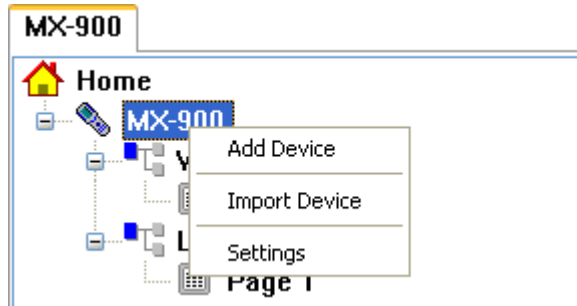 MX-900
Home
MX-900
Add Device
Import Device
Settings
Page 1